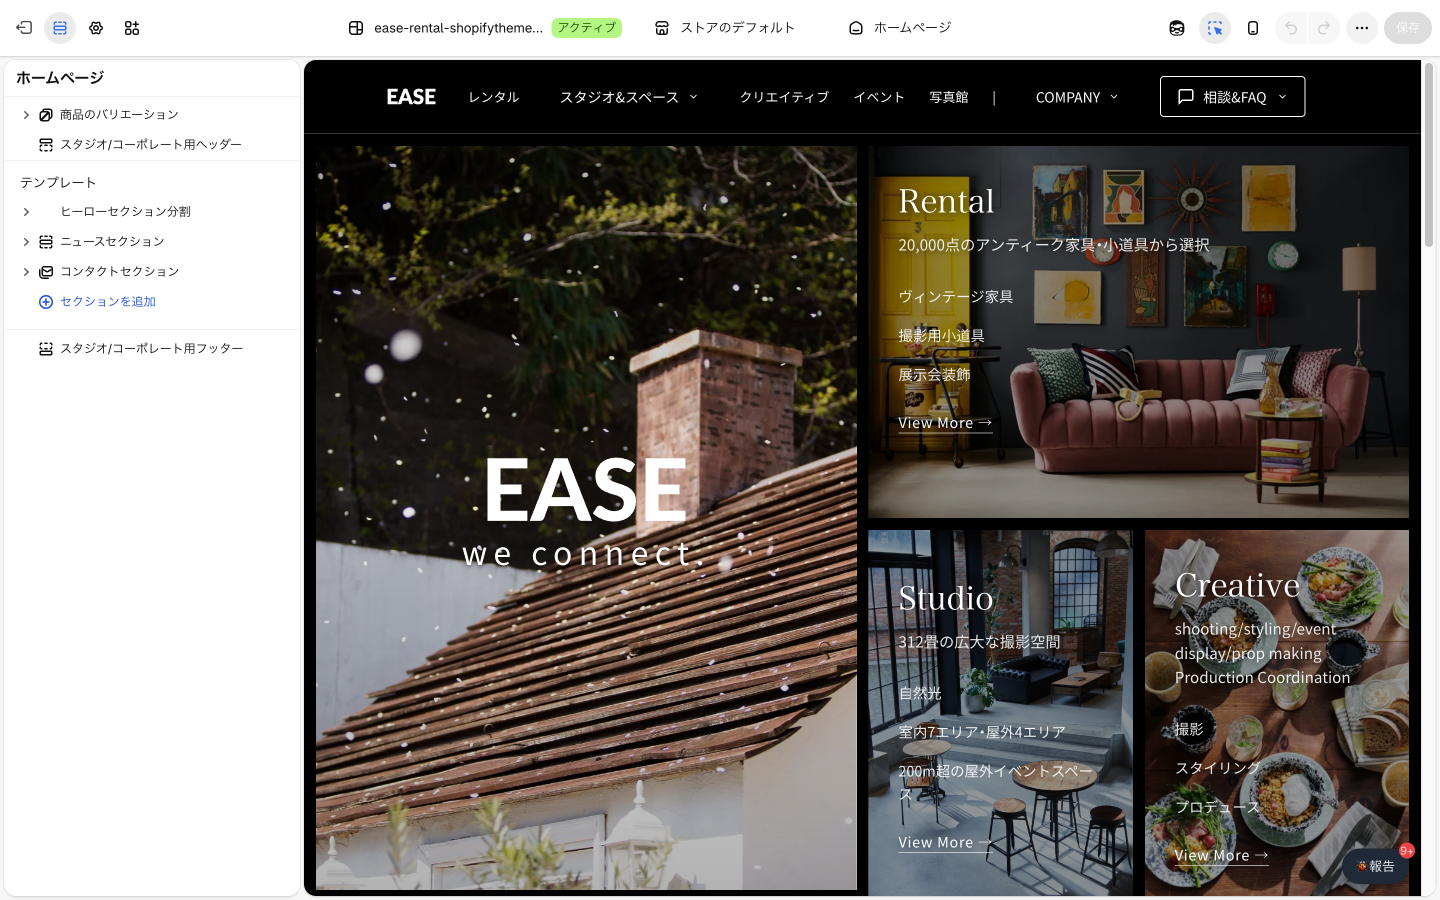 ease-rental-shopifytheme...
アクティブ
ストアのデフォルト
ホームページ
保存
ホームページ
商品のバリエーション
スタジオ/コーポレート用ヘッダー
テンプレート
ヒーローセクション分割
ニュースセクション
コンタクトセクション
セクションを追加
スタジオ/コーポレート用フッター
EASE
レンタル
スタジオ&スペース
クリエイティブ
イベント
写真館
|
COMPANY
相談&FAQ
EASE
we connect.
Rental
20,000点のアンティーク家具・小道具から選択
ヴィンテージ家具
撮影用小道具
展示会装飾
View More →
Studio
312畳の広大な撮影空間
自然光
室内7エリア・屋外4エリア
200m超の屋外イベントスペー
ス
View More →
Creative
shooting/styling/event
display/prop making
Production Coordination
撮影
スタイリング
プロデュース
View More →
9+
報告